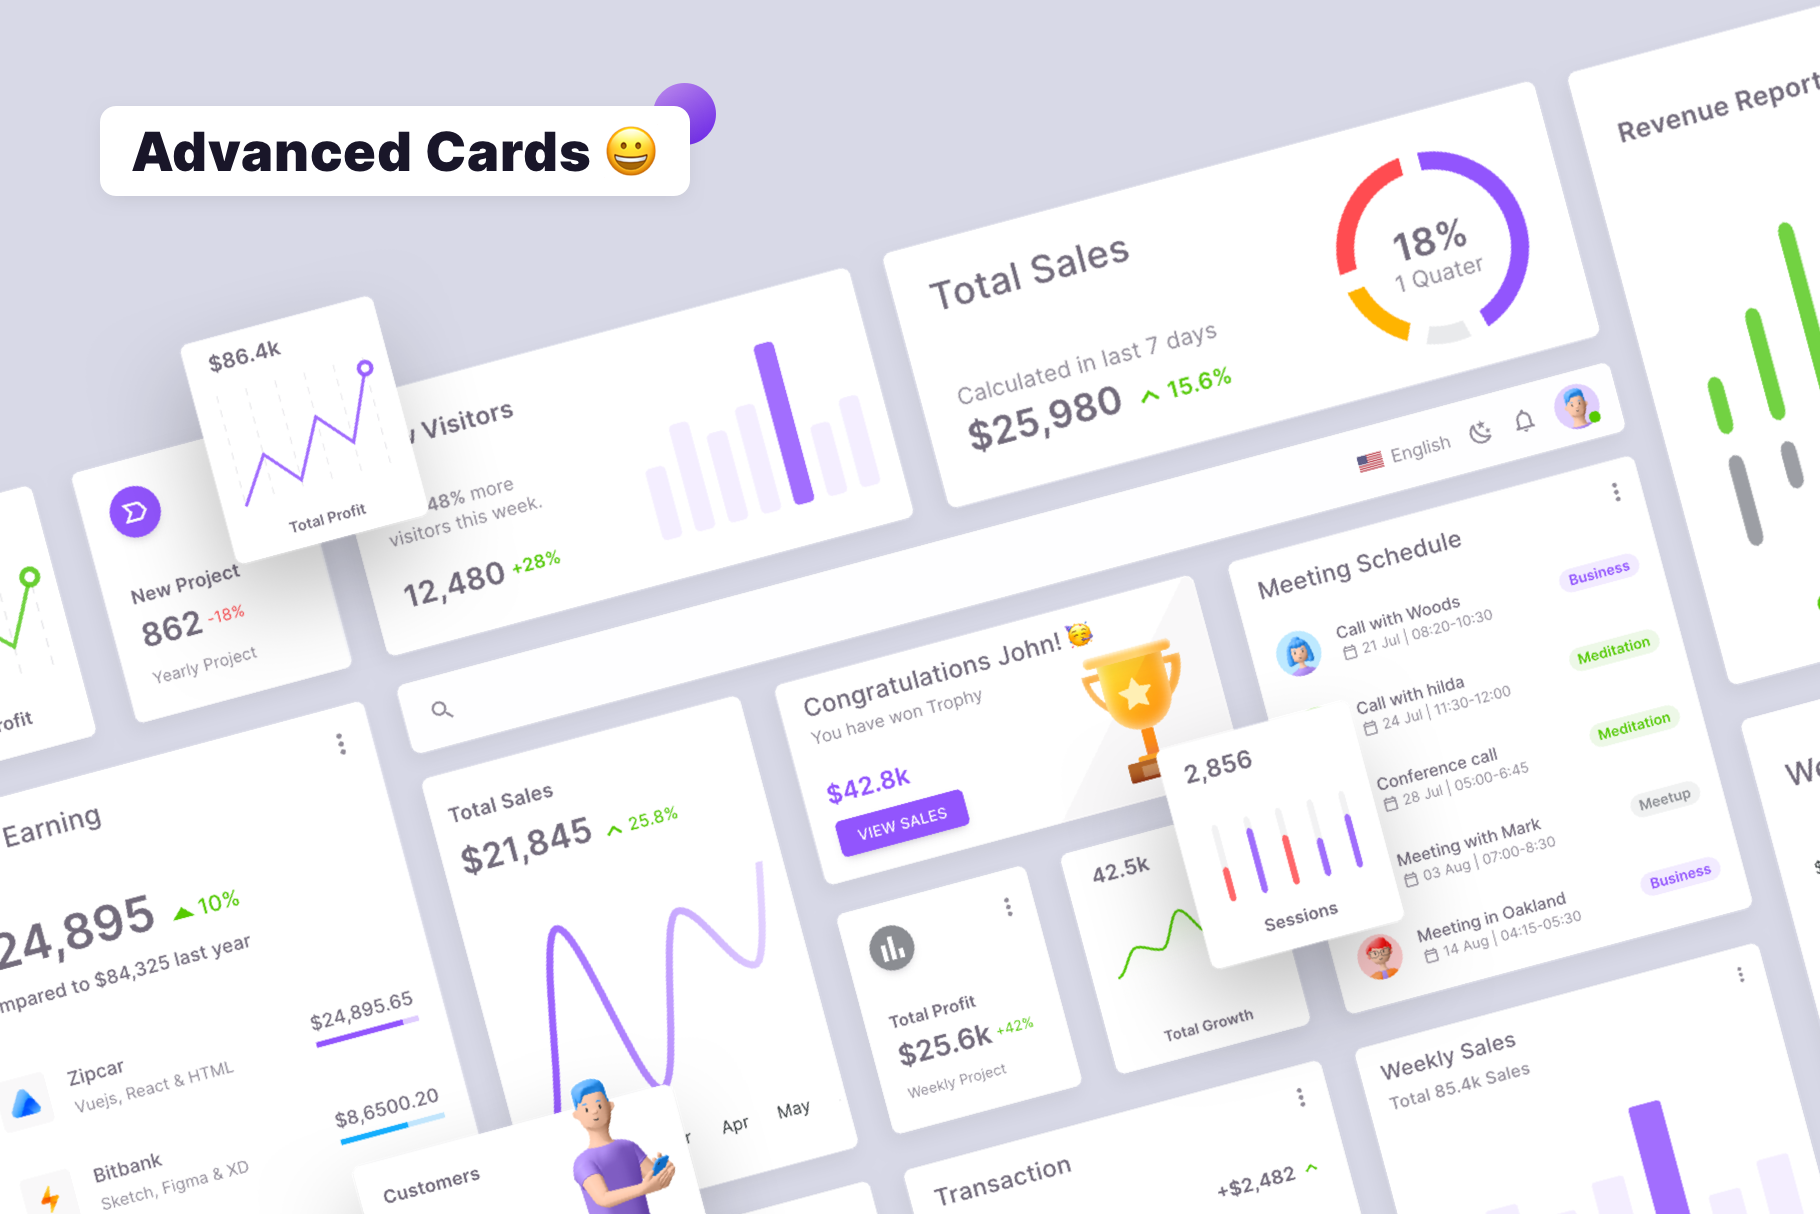 Advanced Cards 😀
Revenue Report
Total Sales
Calculated in last 7 days
$25,980 15.6%
18%
1 Quater
$86.4k
Total Profit
Visitors
48% more
visitors this week.
12,480 +28%
New Project
862 -18%
Yearly Project
English
Meeting Schedule
Call with Woods
21 Jul | 08:20-10:30
Business
Call with hilda
24 Jul | 11:30-12:00
Meditation
Conference call
28 Jul | 05:00-6:45
Meditation
Meeting with Mark
03 Aug | 07:00-8:30
Meetup
Meeting in Oakland
14 Aug | 04:15-05:30
Business
Congratulations John! 🥳
You have won Trophy
$42.8k
VIEW SALES
2,856
Sessions
Total Sales
$21,845 25.8%
Apr May
Earning
24,895 10%
mpared to $84,325 last year
Zipcar
Vuejs, React & HTML
$24,895.65
Bitbank
Sketch, Figma & XD
$8,6500.20
Customers
Total Profit
$25.6k +42%
Weekly Project
42.5k
Total Growth
Transaction
+$2,482
Weekly Sales
Total 85.4k Sales